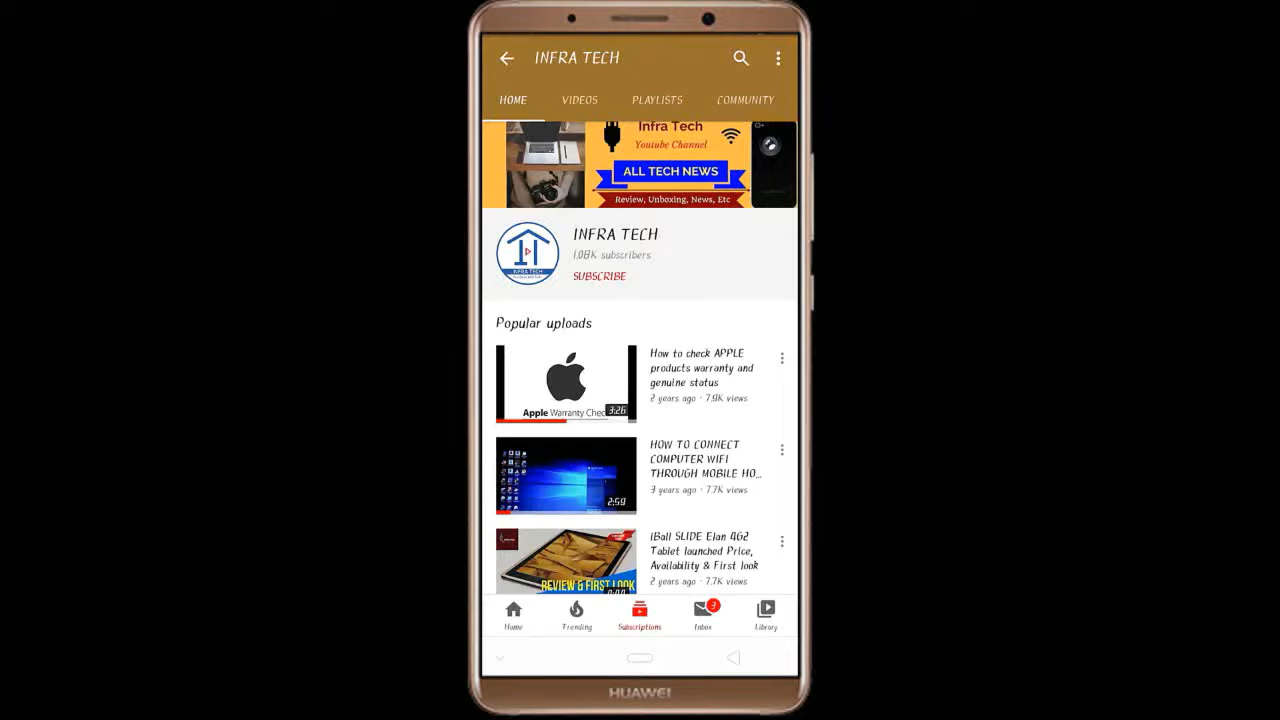 INFRA TECH
HOME VIDEOS PLAYLISTS COMMUNITY
Infra Tech
Youtube Channel
ALL TECH NEWS
Review, Unboxing, News, Etc
INFRA TECH
INFRA TECH
1.08K subscribers
SUBSCRIBE
Popular uploads
How to check APPLE
products warranty and
genuine status
2 years ago · 7.9K views
Apple Warranty Chec
3:26
HOW TO CONNECT
COMPUTER WIFI
THROUGH MOBILE HO...
3 years ago · 7.7K views
2:59
iBall SLIDE Elan 4G2
Tablet launched Price,
Availability & First look
2 years ago · 7.7K views
REVIEW & FIRST LOOK
3
Home Trending Subscriptions Inbox Library
HUAWEI